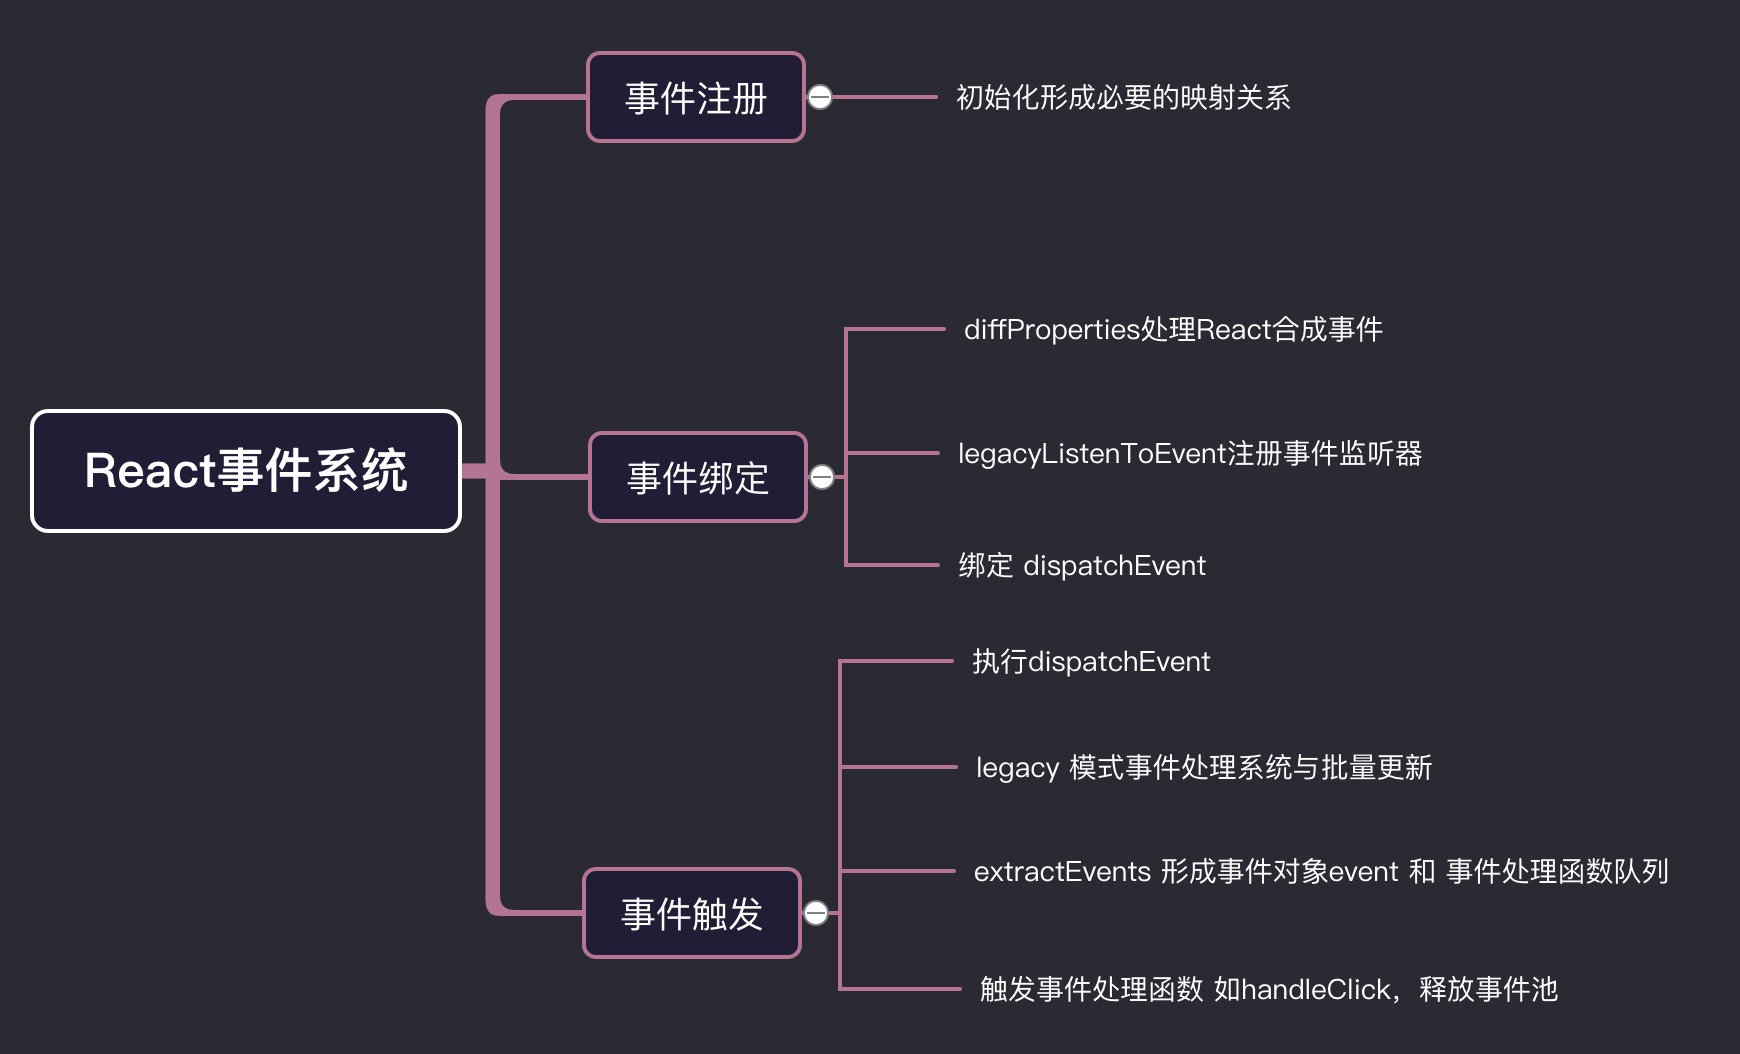 React事件系统
事件注册
初始化形成必要的映射关系
事件绑定
diffProperties处理React合成事件
legacyListenToEvent注册事件监听器
绑定 dispatchEvent
事件触发
执行dispatchEvent
legacy 模式事件处理系统与批量更新
extractEvents 形成事件对象event 和 事件处理函数队列
触发事件处理函数 如handleClick，释放事件池